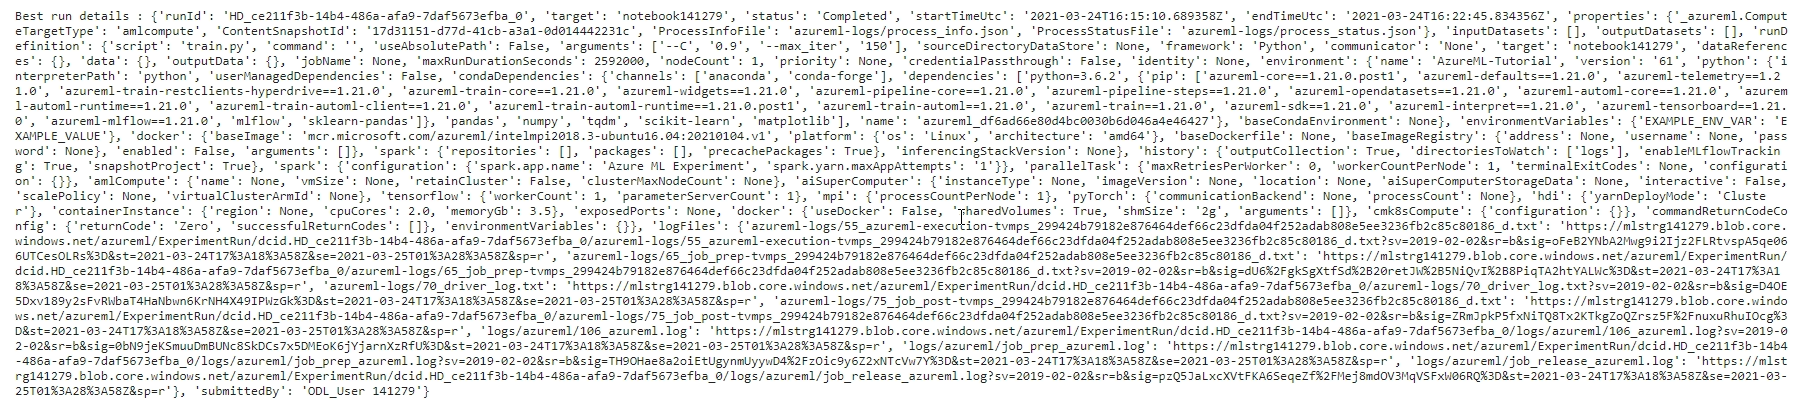 Best run details : {'runId': 'HD_ce211f3b-14b4-486a-afa9-7daf5673efba_0', 'target': 'notebook141279', 'status': 'Completed', 'startTimeUtc': '2021-03-24T16:15:10.689358Z', 'endTimeUtc': '2021-03-24T16:22:45.834356Z', 'properties': {'_azureml.Comput
eTargetType': 'amlcompute', 'ContentSnapshotId': '17d31151-d77d-41cb-a3a1-0d014442231c', 'ProcessInfoFile': 'azureml-logs/process_info.json', 'ProcessStatusFile': 'azureml-logs/process_status.json'}, 'inputDatasets': [], 'outputDatasets': [], 'runD
efinition': {'script': 'train.py', 'command': '', 'useAbsolutePath': False, 'arguments': ['--C', '0.9', '--max_iter', '150'], 'sourceDirectoryDataStore': None, 'framework': 'Python', 'communicator': 'None', 'target': 'notebook141279', 'dataReferenc
es': {}, 'data': {}, 'outputData': {}, 'jobName': None, 'maxRunDurationSeconds': 2592000, 'nodeCount': 1, 'priority': None, 'credentialPassthrough': False, 'identity': None, 'environment': {'name': 'AzureML-Tutorial', 'version': '61', 'python': {'i
nterpreterPath': 'python', 'userManagedDependencies': False, 'condaDependencies': {'channels': ['anaconda', 'conda-forge'], 'dependencies': ['python=3.6.2', {'pip': ['azureml-core==1.21.0.post1', 'azureml-defaults==1.21.0', 'azureml-telemetry==1.2
1.0', 'azureml-train-restclients-hyperdrive==1.21.0', 'azureml-train-core==1.21.0', 'azureml-widgets==1.21.0', 'azureml-pipeline-core==1.21.0', 'azureml-pipeline-steps==1.21.0', 'azureml-opendatasets==1.21.0', 'azureml-automl-core==1.21.0', 'azurem
l-automl-runtime==1.21.0', 'azureml-train-automl-client==1.21.0', 'azureml-train-automl-runtime==1.21.0.post1', 'azureml-train-automl==1.21.0', 'azureml-train==1.21.0', 'azureml-sdk==1.21.0', 'azureml-interpret==1.21.0', 'azureml-tensorboard==1.21.
0', 'azureml-mlflow==1.21.0', 'mlflow', 'sklearn-pandas']}, 'pandas', 'numpy', 'tqdm', 'scikit-learn', 'matplotlib'], 'name': 'azureml_df6ad66e80d4bc0030b6d046a4e46427'}, 'baseCondaEnvironment': None}, 'environmentVariables': {'EXAMPLE_ENV_VAR': 'E
XAMPLE_VALUE'}, 'docker': {'baseImage': 'mcr.microsoft.com/azureml/intelmpi2018.3-ubuntu16.04:20210104.v1', 'platform': {'os': 'Linux', 'architecture': 'amd64'}, 'baseDockerfile': None, 'baseImageRegistry': {'address': None, 'username': None, 'pass
word': None}, 'enabled': False, 'arguments': []}, 'spark': {'repositories': [], 'packages': [], 'precachePackages': True}, 'inferencingStackVersion': None}, 'history': {'outputCollection': True, 'directoriesToWatch': ['logs'], 'enableMLflowTrackin
g': True, 'snapshotProject': True}, 'spark': {'configuration': {'spark.app.name': 'Azure ML Experiment', 'spark.yarn.maxAppAttempts': '1'}}, 'parallelTask': {'maxRetriesPerWorker': 0, 'workerCountPerNode': 1, 'terminalExitCodes': None, 'configurati
on': {}}, 'amlCompute': {'name': None, 'vmSize': None, 'retainCluster': False, 'clusterMaxNodeCount': None}, 'aiSuperComputer': {'instanceType': None, 'imageVersion': None, 'location': None, 'aiSuperComputerStorageData': None, 'interactive': False,
'scalePolicy': None, 'virtualClusterArmId': None}, 'tensorflow': {'workerCount': 1, 'parameterServerCount': 1}, 'mpi': {'processCountPerNode': 1}, 'pyTorch': {'communicationBackend': None, 'processCount': None}, 'hdi': {'yarnDeployMode': 'Cluste
r'}, 'containerInstance': {'region': None, 'cpuCores': 2.0, 'memoryGb': 3.5}, 'exposedPorts': None, 'docker': {'useDocker': False, 'sharedVolumes': True, 'shmSize': '2g', 'arguments': []}, 'cmk8sCompute': {'configuration': {}}, 'commandReturnCodeCo
nfig': {'returnCode': 'Zero', 'successfulReturnCodes': []}, 'environmentVariables': {}}, 'logFiles': {'azureml-logs/55_azureml-execution-tvmps_299424b79182e876464def66c23dfda04f252adab808e5ee3236fb2c85c80186_d.txt': 'https://mlstrg141279.blob.core.
windows.net/azureml/ExperimentRun/dcid.HD_ce211f3b-14b4-486a-afa9-7daf5673efba_0/azureml-logs/55_azureml-execution-tvmps_299424b79182e876464def66c23dfda04f252adab808e5ee3236fb2c85c80186_d.txt?sv=2019-02-02&sr=b&sig=oFeB2YNbA2Mwg9i2Ijz2FLRtvspA5qe06
6UTCesOLRs%3D&st=2021-03-24T17%3A18%3A58Z&se=2021-03-25T01%3A28%3A58Z&sp=r', 'azureml-logs/65_job_prep-tvmps_299424b79182e876464def66c23dfda04f252adab808e5ee3236fb2c85c80186_d.txt': 'https://mlstrg141279.blob.core.windows.net/azureml/ExperimentRun/
dcid.HD_ce211f3b-14b4-486a-afa9-7daf5673efba_0/azureml-logs/65_job_prep-tvmps_299424b79182e876464def66c23dfda04f252adab808e5ee3236fb2c85c80186_d.txt?sv=2019-02-02&sr=b&sig=dU6%2FgkSgXtfSd%2B20retJW%2B5NiQvI%2B8PiqTA2htYALWc%3D&st=2021-03-24T17%3A1
8%3A58Z&se=2021-03-25T01%3A28%3A58Z&sp=r', 'azureml-logs/70_driver_log.txt': 'https://mlstrg141279.blob.core.windows.net/azureml/ExperimentRun/dcid.HD_ce211f3b-14b4-486a-afa9-7daf5673efba_0/azureml-logs/70_driver_log.txt?sv=2019-02-02&sr=b&sig=D4OE
5Dxv189y2sFvRWbaT4HaNbwn6KrNH4X49IPWzGk%3D&st=2021-03-24T17%3A18%3A58Z&se=2021-03-25T01%3A28%3A58Z&sp=r', 'azureml-logs/75_job_post-tvmps_299424b79182e876464def66c23dfda04f252adab808e5ee3236fb2c85c80186_d.txt': 'https://mlstrg141279.blob.core.windo
ws.net/azureml/ExperimentRun/dcid.HD_ce211f3b-14b4-486a-afa9-7daf5673efba_0/azureml-logs/75_job_post-tvmps_299424b79182e876464def66c23dfda04f252adab808e5ee3236fb2c85c80186_d.txt?sv=2019-02-02&sr=b&sig=ZRmJpkP5fxNiTQ8Tx2KTkgZoQZrsz5F%2FnuxuRhuIOcg%3
D&st=2021-03-24T17%3A18%3A58Z&se=2021-03-25T01%3A28%3A58Z&sp=r', 'logs/azureml/106_azureml.log': 'https://mlstrg141279.blob.core.windows.net/azureml/ExperimentRun/dcid.HD_ce211f3b-14b4-486a-afa9-7daf5673efba_0/logs/azureml/106_azureml.log?sv=2019-0
2-02&sr=b&sig=0bN9jeKSmuuDmBUNc8SkDCs7x5DMEoK6jYjarnXzRfU%3D&st=2021-03-24T17%3A18%3A58Z&se=2021-03-25T01%3A28%3A58Z&sp=r', 'logs/azureml/job_prep_azureml.log': 'https://mlstrg141279.blob.core.windows.net/azureml/ExperimentRun/dcid.HD_ce211f3b-14b4
-486a-afa9-7daf5673efba_0/logs/azureml/job_prep_azureml.log?sv=2019-02-02&sr=b&sig=TH9OHae8a2oiEtUgynmUyywD4%2FzOic9y6Z2xNTcVw7Y%3D&st=2021-03-24T17%3A18%3A58Z&se=2021-03-25T01%3A28%3A58Z&sp=r', 'logs/azureml/job_release_azureml.log': 'https://mlst
rg141279.blob.core.windows.net/azureml/ExperimentRun/dcid.HD_ce211f3b-14b4-486a-afa9-7daf5673efba_0/logs/azureml/job_release_azureml.log?sv=2019-02-02&sr=b&sig=pzQ5JaLxcXVtFKA6SeqeZf%2FMej8mdOV3MqVSFxW06RQ%3D&st=2021-03-24T17%3A18%3A58Z&se=2021-03-
25T01%3A28%3A58Z&sp=r'}, 'submittedBy': 'ODL_User 141279'}